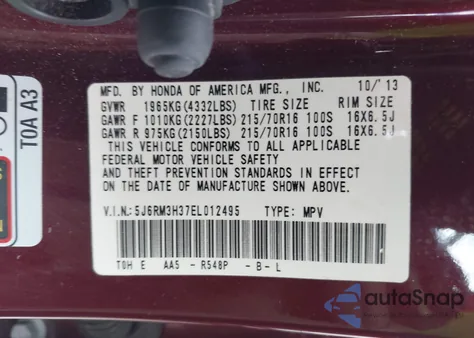 MFD. BY HONDA OF AMERICA MFG., INC. 10/'13
GVWR 1965KG(4332LBS) TIRE SIZE RIM SIZE
GAWR F 1010KG(2227LBS) 215/70R16 100S 16X6.5J
GAWR R 975KG(2150LBS) 215/70R16 100S 16X6.5J
THIS VEHICLE CONFORMS TO ALL APPLICABLE
FEDERAL MOTOR VEHICLE SAFETY
AND THEFT PREVENTION STANDARDS IN EFFECT
ON THE DATE OF MANUFACTURE SHOWN ABOVE.
V.I.N.: 5J6RM3H37EL012495 TYPE: MPV
TOH E AA5 - R548P - B - L
TOA A3
autoSnap